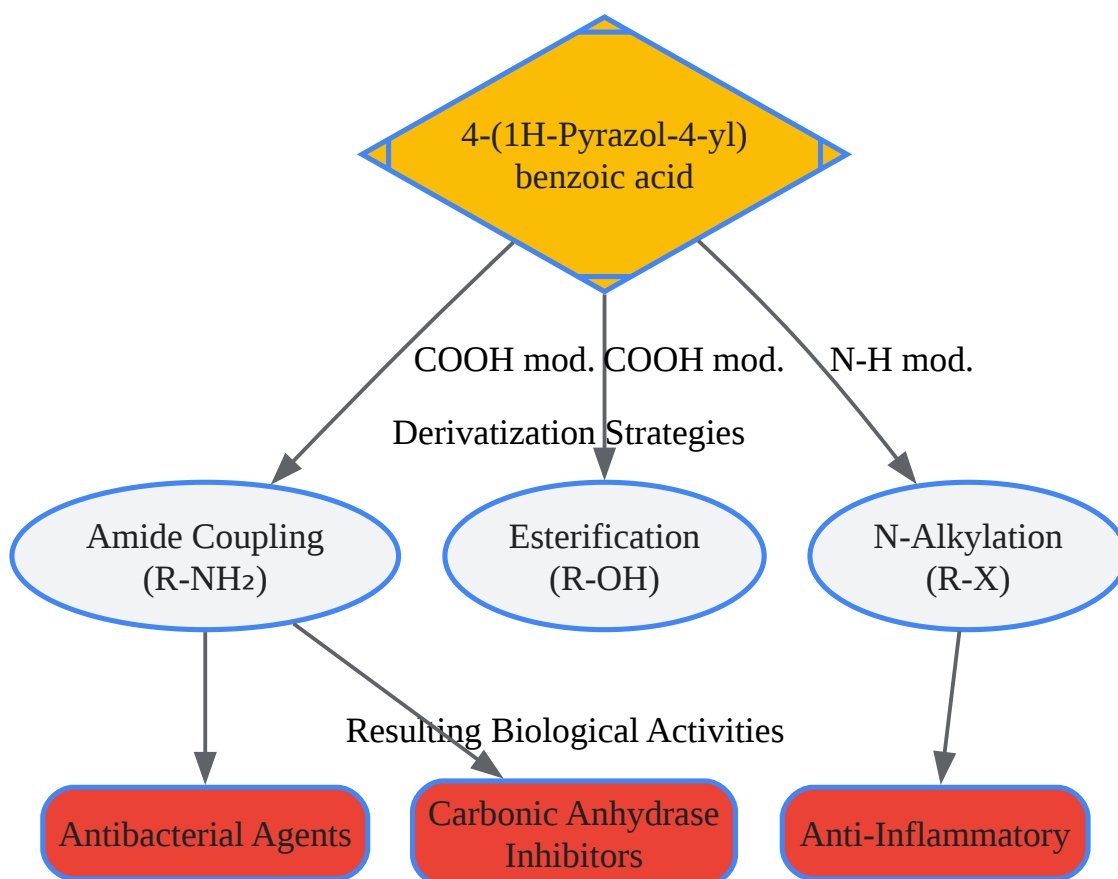 4-(1H-Pyrazol-4-yl)
benzoic acid
COOH mod.
COOH mod.
N-H mod.
Derivatization Strategies
Amide Coupling
(R-NH₂)
Esterification
(R-OH)
N-Alkylation
(R-X)
Resulting Biological Activities
Antibacterial Agents
Carbonic Anhydrase
Inhibitors
Anti-Inflammatory